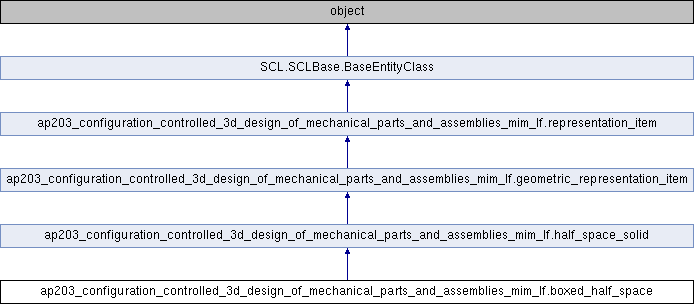 object
SCL.SCLBase.BaseEntityClass
ap203_configuration_controlled_3d_design_of_mechanical_parts_and_assemblies_mim_lf.representation_item
ap203_configuration_controlled_3d_design_of_mechanical_parts_and_assemblies_mim_lf.geometric_representation_item
ap203_configuration_controlled_3d_design_of_mechanical_parts_and_assemblies_mim_lf.half_space_solid
ap203_configuration_controlled_3d_design_of_mechanical_parts_and_assemblies_mim_lf.boxed_half_space